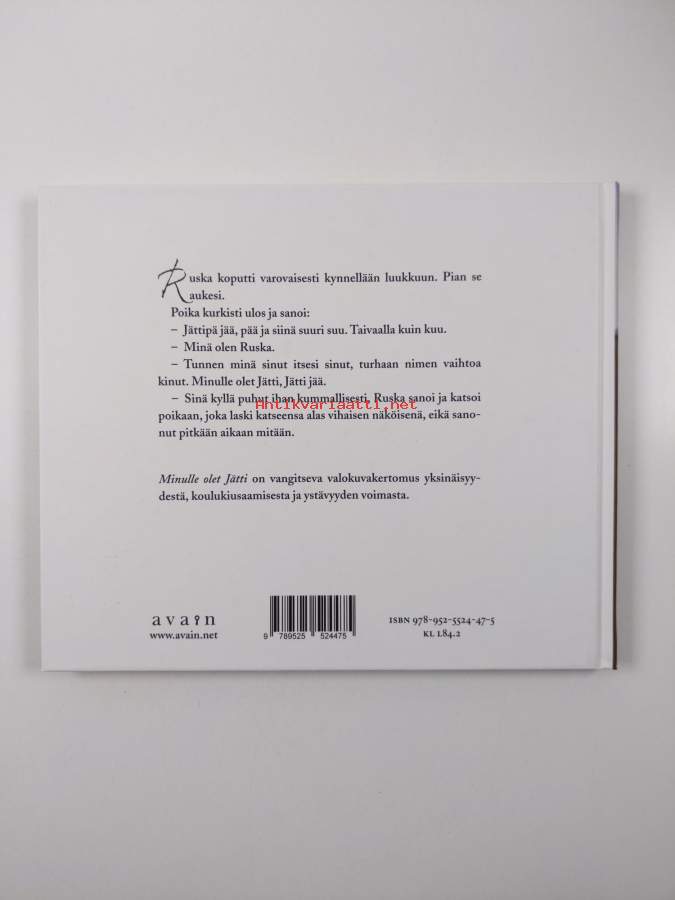 Ruska koputti varovaisesti kynnellään luukkuun. Pian se
aukesi.
Poika kurkisti ulos ja sanoi:
– Jättipä jää, pää ja siinä suuri suu. Taivaalla kuin kuu.
– Minä olen Ruska.
– Tunnen minä sinut itsesi sinut, turhaan nimen vaihtoa
kinut. Minulle olet Jätti, Jätti jää.
– Sinä kyllä puhut ihan kummallisesti, Ruska sanoi ja katsoi
Antikvariaatti.net
poikaan, joka laski katseensa alas vihaisen näköisenä, eikä sano-
nut pitkään aikaan mitään.
Minulle olet Jätti on vangitseva valokuvakertomus yksinäisyy-
destä, koulukiusaamisesta ja ystävyyden voimasta.
avain
www.avain.net
9 789525 524475
ISBN 978-952-5524-47-5
KL L84.2